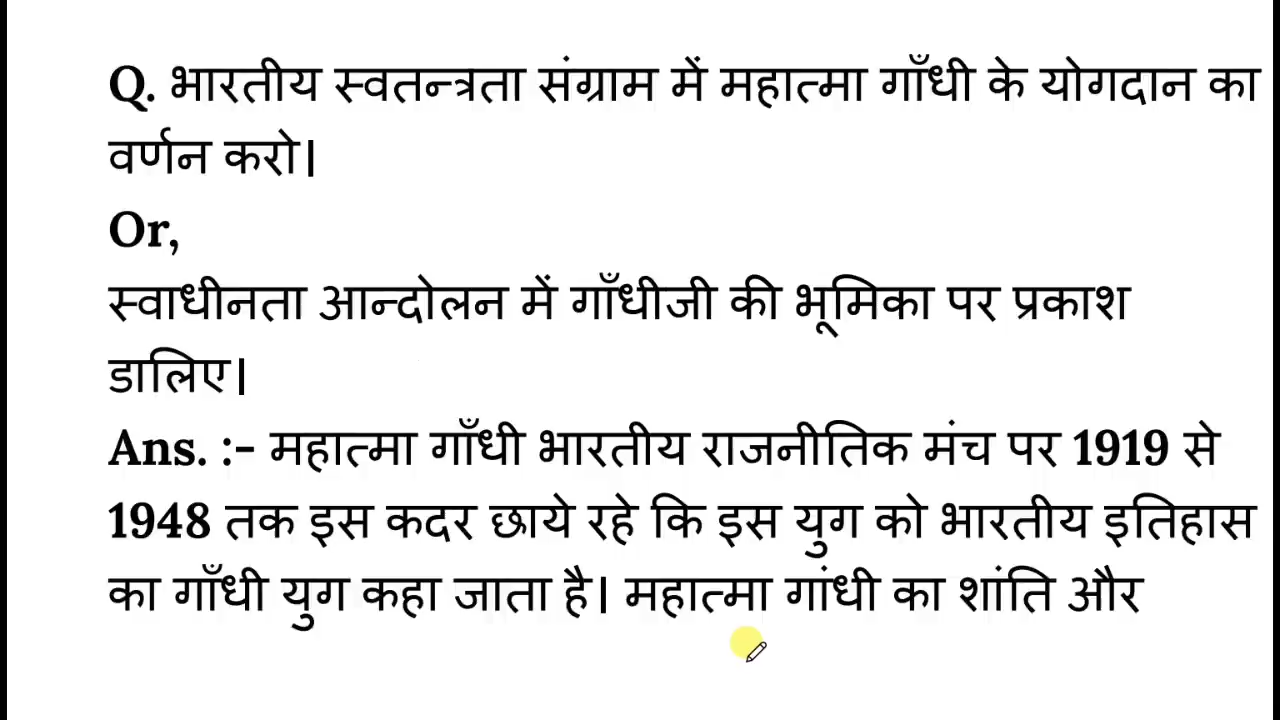 Q. भारतीय स्वतन्त्रता संग्राम में महात्मा गाँधी के योगदान का
वर्णन करो।
Or,
स्वाधीनता आन्दोलन में गाँधीजी की भूमिका पर प्रकाश
डालिए।
Ans. :- महात्मा गाँधी भारतीय राजनीतिक मंच पर 1919 से
1948 तक इस कदर छाये रहे कि इस युग को भारतीय इतिहास
का गाँधी युग कहा जाता है। महात्मा गांधी का शांति और